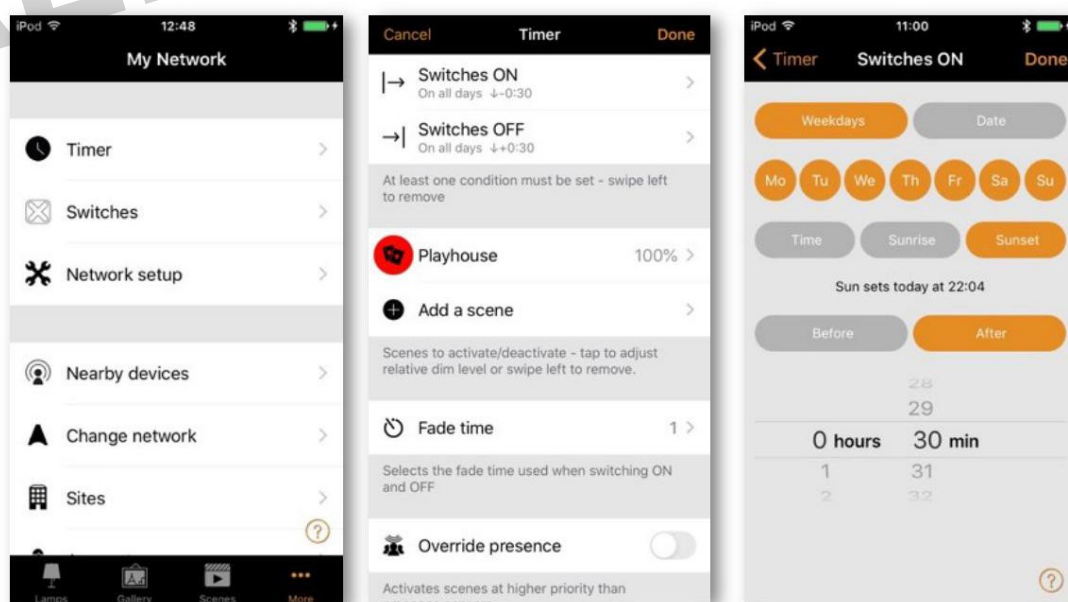 iPod 12:48
My Network
Timer
Switches
Network setup
Nearby devices
Change network
Sites
?
Lamps Gallery Scenes More
Cancel Timer Done
Switches ON
On all days ↓-0:30
Switches OFF
On all days ↓+0:30
At least one condition must be set - swipe left
to remove
Playhouse 100%
Add a scene
Scenes to activate/deactivate - tap to adjust
relative dim level or swipe left to remove.
Fade time 1
Selects the fade time used when switching ON
and OFF
Override presence
Activates scenes at higher priority than
iPod 11:00
Timer Switches ON Done
Weekdays Date
Mo Tu We Th Fr Sa Su
Time Sunrise Sunset
Sun sets today at 22:04
Before After
28
29
0 hours 30 min
1 31
2 32
?